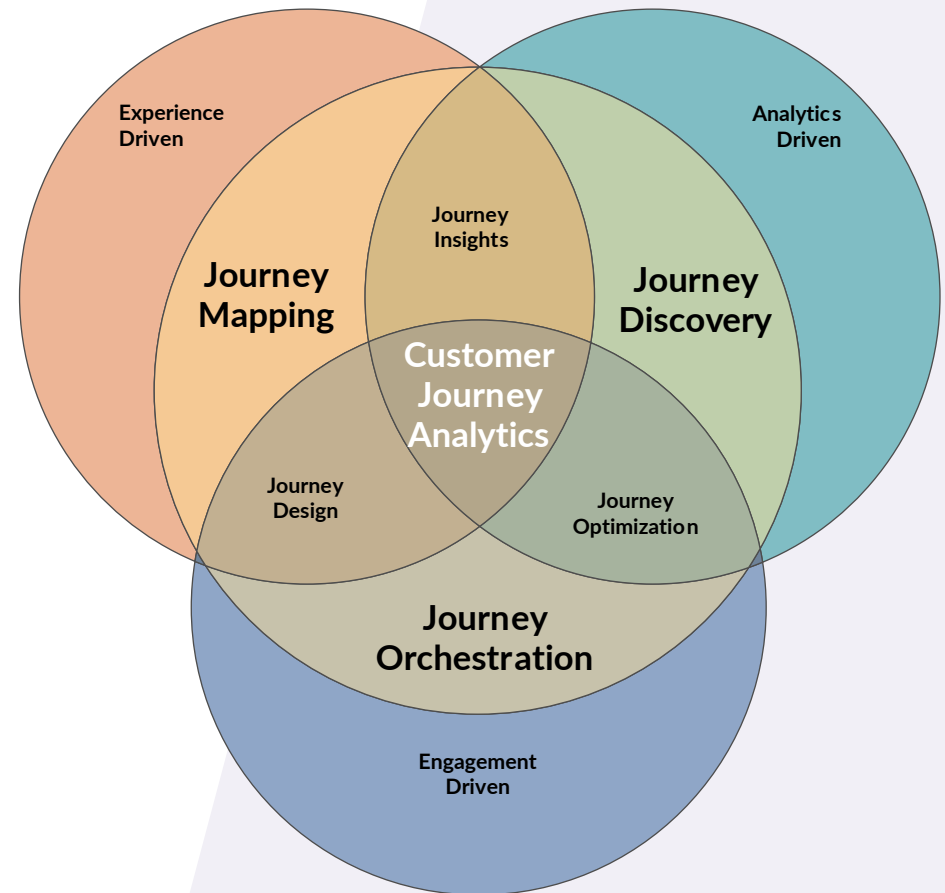 Experience
Driven
Analytics
Driven
Journey
Insights
Journey
Mapping
Journey
Discovery
Customer
Journey
Analytics
Journey
Design
Journey
Optimization
Journey
Orchestration
Engagement
Driven